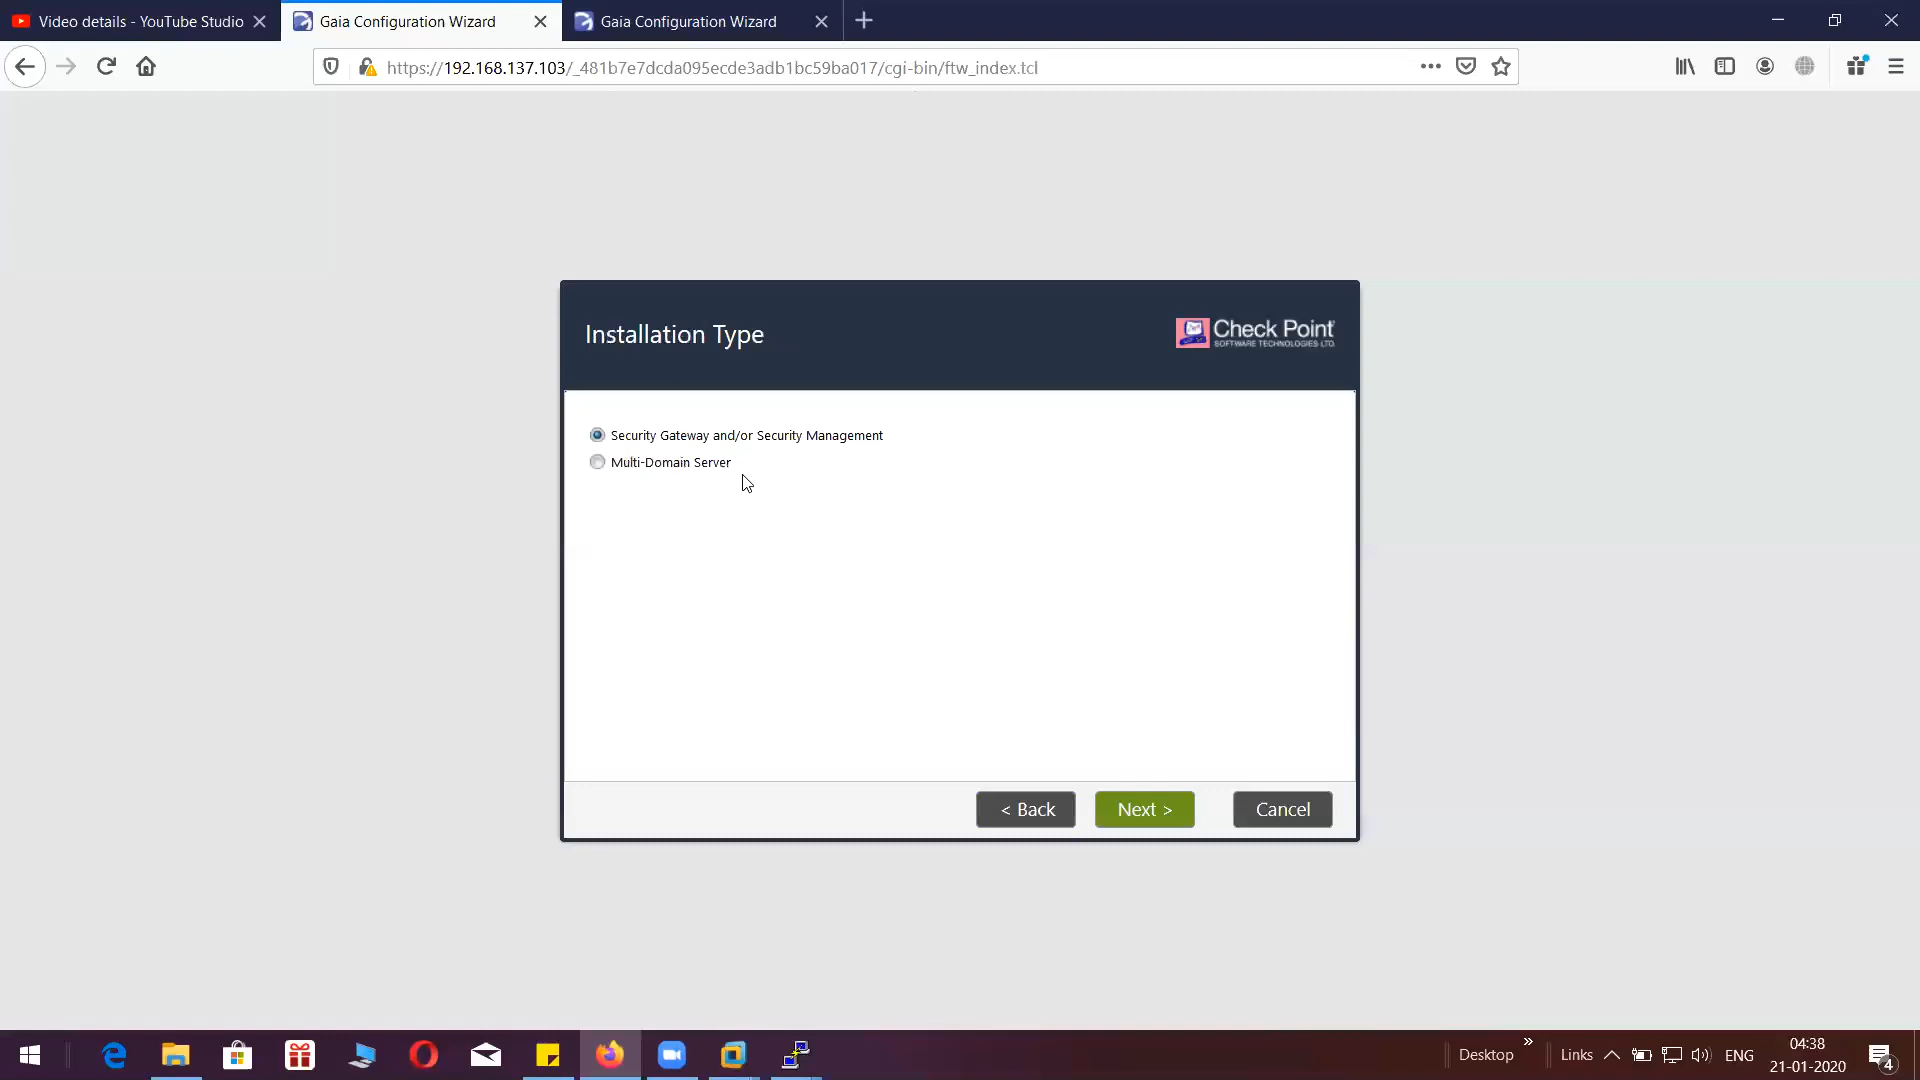 Video details - YouTube Studio
Gaia Configuration Wizard
Gaia Configuration Wizard
https://192.168.137.103/_481b7e7dcda095ecde3adb1bc59ba017/cgi-bin/ftw_index.tcl
Installation Type
Check Point
SOFTWARE TECHNOLOGIES LTD.
Security Gateway and/or Security Management
Multi-Domain Server
< Back
Next >
Cancel
Desktop
Links
ENG
04:38
21-01-2020
4